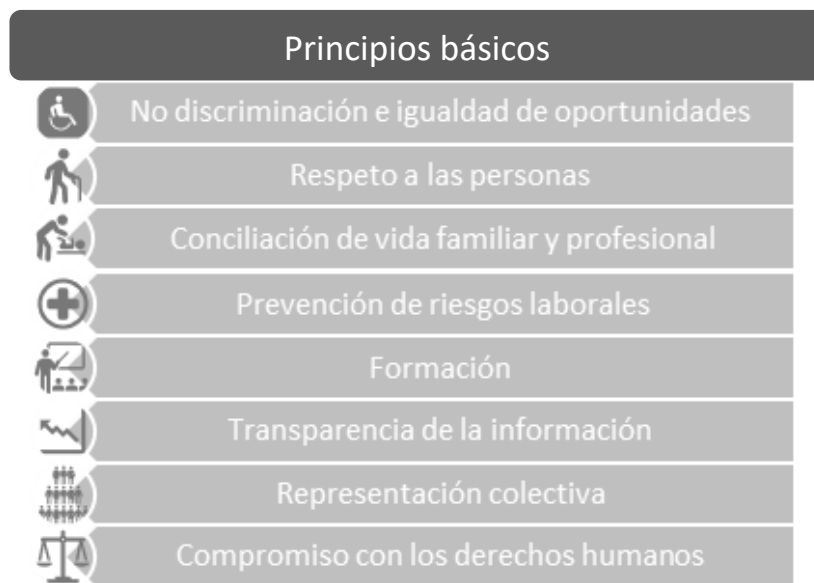 Principios básicos
No discriminación e igualdad de oportunidades
Respeto a las personas
Conciliación de vida familiar y profesional
Prevención de riesgos laborales
Formación
Transparencia de la información
Representación colectiva
Compromiso con los derechos humanos